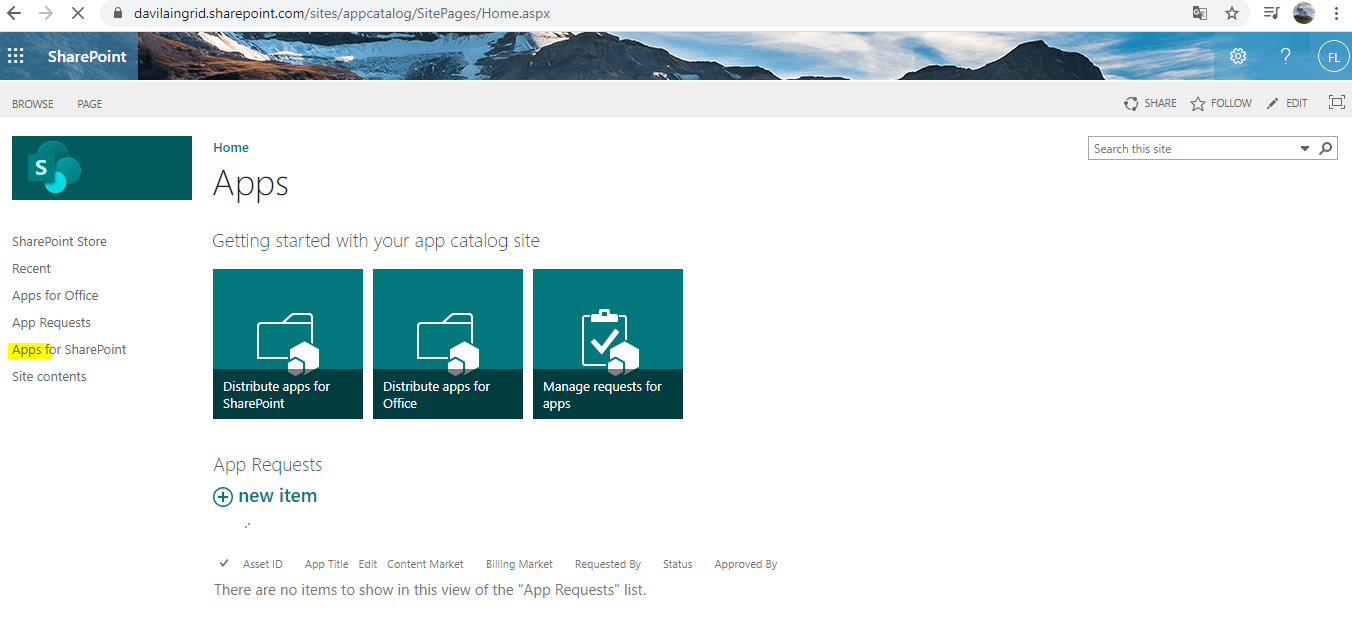 davilaingrid.sharepoint.com/sites/appcatalog/SitePages/Home.aspx
SharePoint
?
FL
BROWSE PAGE
SHARE FOLLOW EDIT
S
Home
Search this site
Apps
SharePoint Store
Recent
Apps for Office
App Requests
Apps for SharePoint
Site contents
Getting started with your app catalog site
Distribute apps for
SharePoint
Distribute apps for
Office
Manage requests for
apps
App Requests
new item
Asset ID App Title Edit Content Market Billing Market Requested By Status Approved By
There are no items to show in this view of the "App Requests" list.